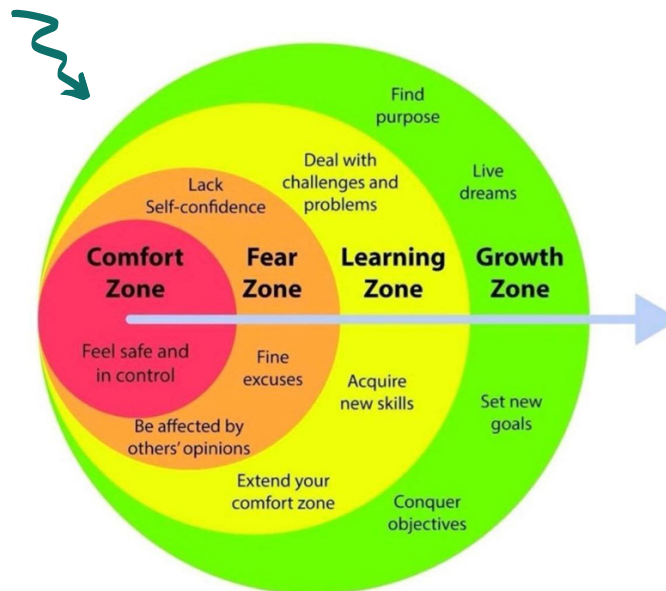 Find
purpose
Live
dreams
Deal with
challenges and
problems
Lack
Self-confidence
Comfort
Zone
Fear
Zone
Learning
Zone
Growth
Zone
Feel safe and
in control
Fine
excuses
Acquire
new skills
Set new
goals
Be affected by
others' opinions
Extend your
comfort zone
Conquer
objectives